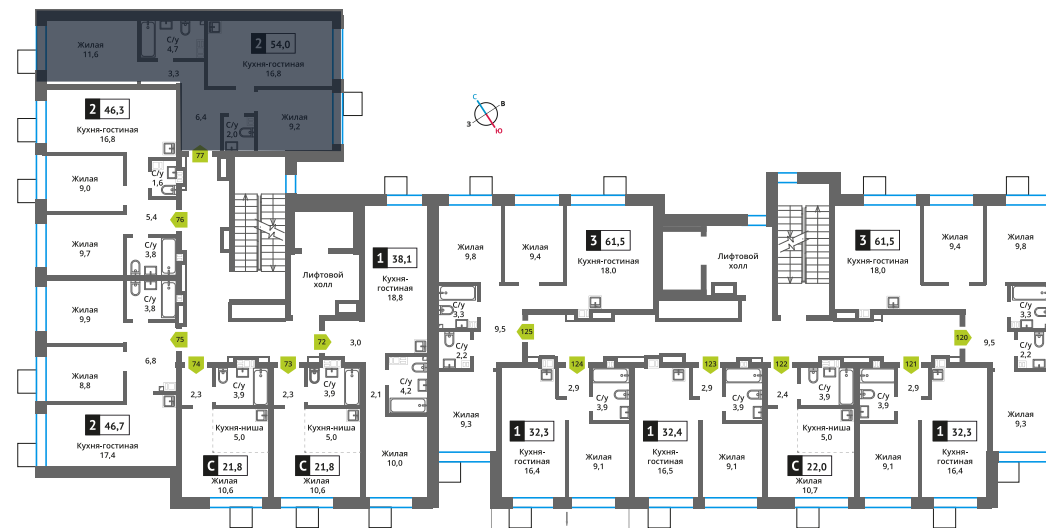 Жилая
11,6
С/у
4,7
2 54,0
Кухня-гостиная
16,8
3,3
6,4
С/у
2,0
Жилая
9,2
77
2 46,3
Кухня-гостиная
16,8
Жилая
9,0
С/у
1,6
5,4
76
Жилая
9,7
С/у
3,8
С/у
3,8
Жилая
9,9
75
6,8
Жилая
8,8
2 46,7
Кухня-гостиная
17,4
С
В
З
Ю
Лифтовой
холл
72
3,0
1 38,1
Кухня-
гостиная
18,8
С/у
4,2
2,1
Жилая
10,0
74
2,3
С/у
3,9
Кухня-ниша
5,0
С 21,8
Жилая
10,6
73
2,3
С/у
3,9
Кухня-ниша
5,0
С 21,8
Жилая
10,6
Жилая
9,8
Жилая
9,4
3 61,5
Кухня-гостиная
18,0
С/у
3,3
9,5
125
С/у
2,2
Жилая
9,3
Лифтовой
холл
3 61,5
Кухня-гостиная
18,0
Жилая
9,4
Жилая
9,8
С/у
3,3
120
9,5
С/у
2,2
Жилая
9,3
124
2,9
С/у
3,9
1 32,3
Кухня-
гостиная
16,4
Жилая
9,1
123
2,9
С/у
3,9
1 32,4
Кухня-
гостиная
16,5
Жилая
9,1
122
2,4
С/у
3,9
Кухня-ниша
5,0
С 22,0
Жилая
10,7
121
2,9
С/у
3,9
1 32,3
Кухня-
гостиная
16,4
Жилая
9,1